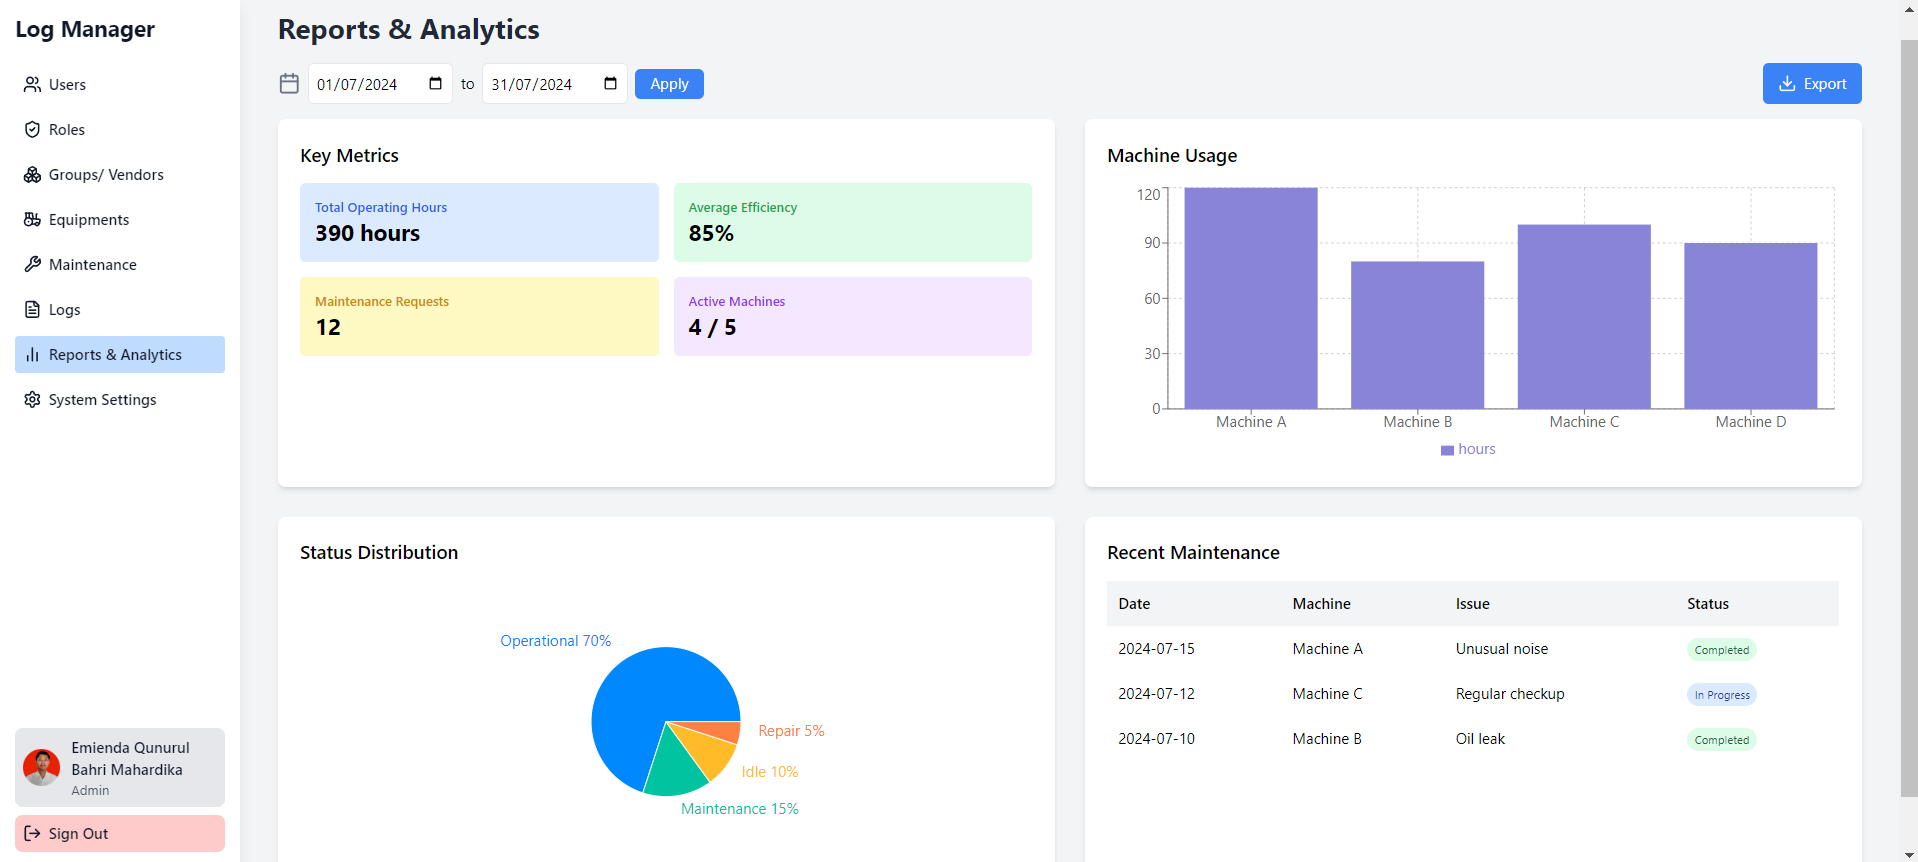 Log Manager
Users
Roles
Groups/ Vendors
Equipments
Maintenance
Logs
Reports & Analytics
System Settings
Emienda Qunurul
Bahri Mahardika
Admin
Sign Out
Reports & Analytics
01/07/2024 to 31/07/2024 Apply
Export
Key Metrics
Total Operating Hours
390 hours
Average Efficiency
85%
Maintenance Requests
12
Active Machines
4 / 5
Machine Usage
120
90
60
30
0
Machine A Machine B Machine C Machine D
hours
Status Distribution
Operational 70%
Repair 5%
Idle 10%
Maintenance 15%
Recent Maintenance
Date Machine Issue Status
2024-07-15 Machine A Unusual noise Completed
2024-07-12 Machine C Regular checkup In Progress
2024-07-10 Machine B Oil leak Completed